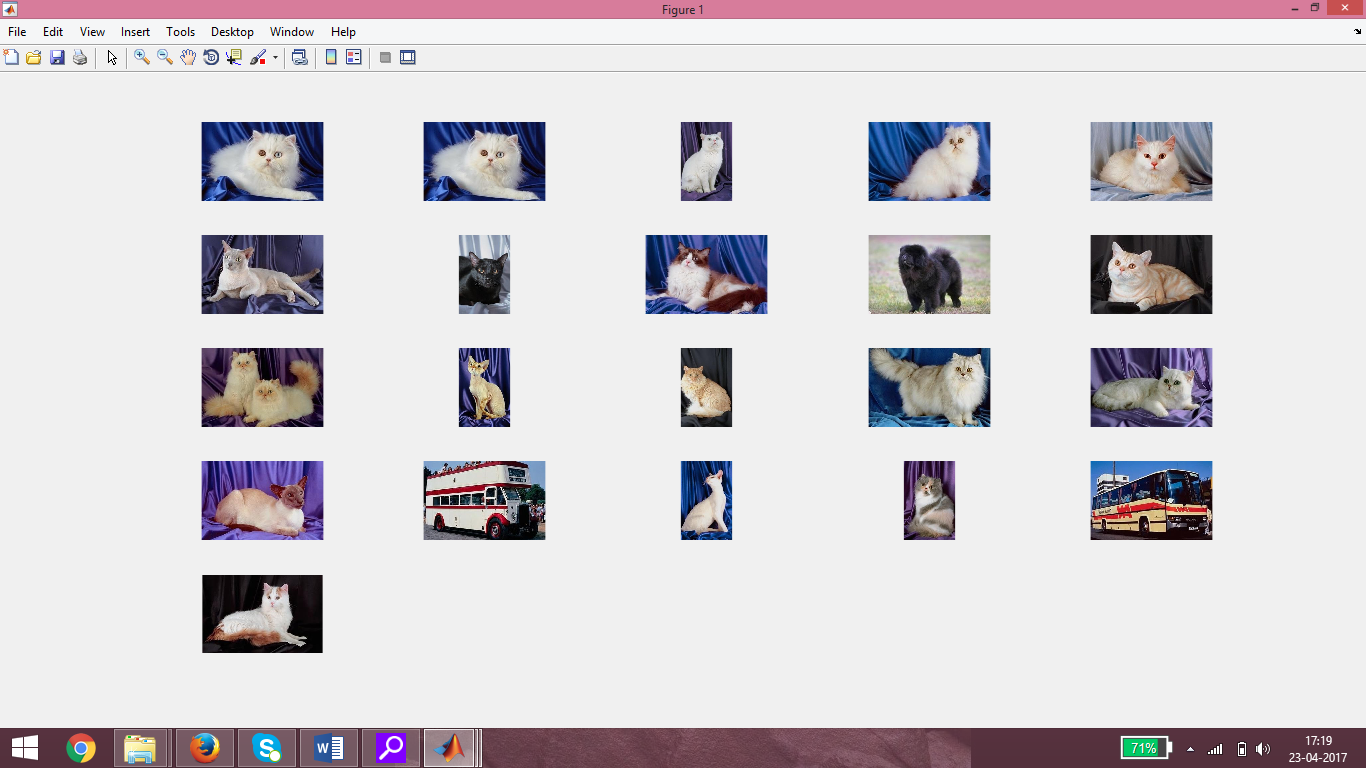 Figure 1
File Edit View Insert Tools Desktop Window Help
71%
17:19
23-04-2017